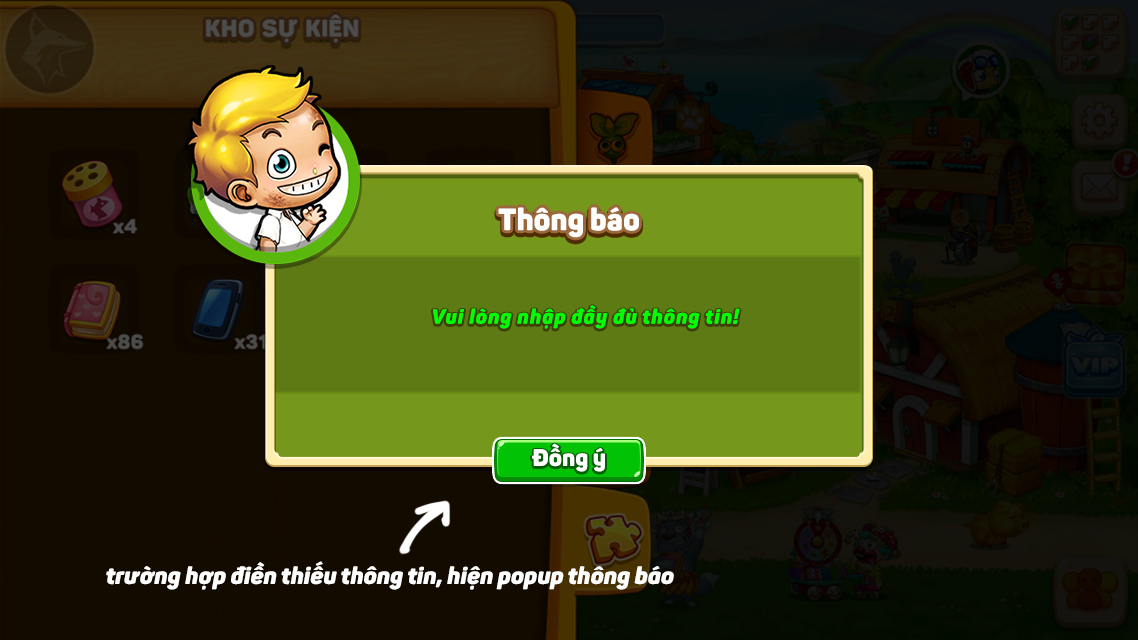 KHO SỰ KIỆN
x4
Thông báo
Vui lòng nhập đầy đủ thông tin!
x86
x31
VIP
Đồng ý
trường hợp điền thiếu thông tin, hiện popup thông báo